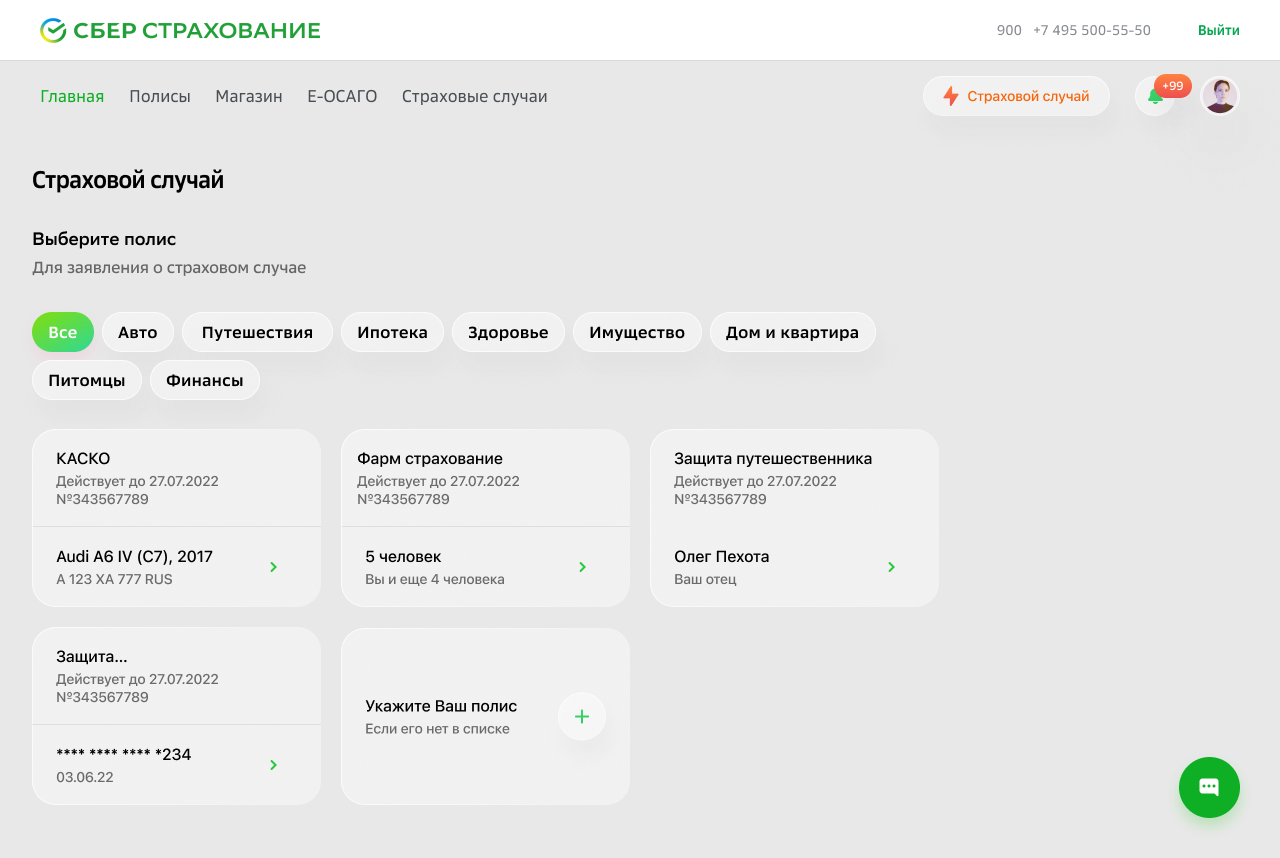 СБЕР СТРАХОВАНИЕ
900 +7 495 500-55-50 Выйти
Главная Полисы Магазин Е-ОСАГО Страховые случаи
Страховой случай
+99
Страховой случай
Выберите полис
Для заявления о страховом случае
Все Авто Путешествия Ипотека Здоровье Имущество Дом и квартира
Питомцы Финансы
КАСКО
Действует до 27.07.2022
№343567789
Audi A6 IV (C7), 2017
А 123 ХА 777 RUS
Фарм страхование
Действует до 27.07.2022
№343567789
5 человек
Вы и еще 4 человека
Защита путешественника
Действует до 27.07.2022
№343567789
Олег Пехота
Ваш отец
Защита...
Действует до 27.07.2022
№343567789
**** **** **** *234
03.06.22
Укажите Ваш полис
Если его нет в списке